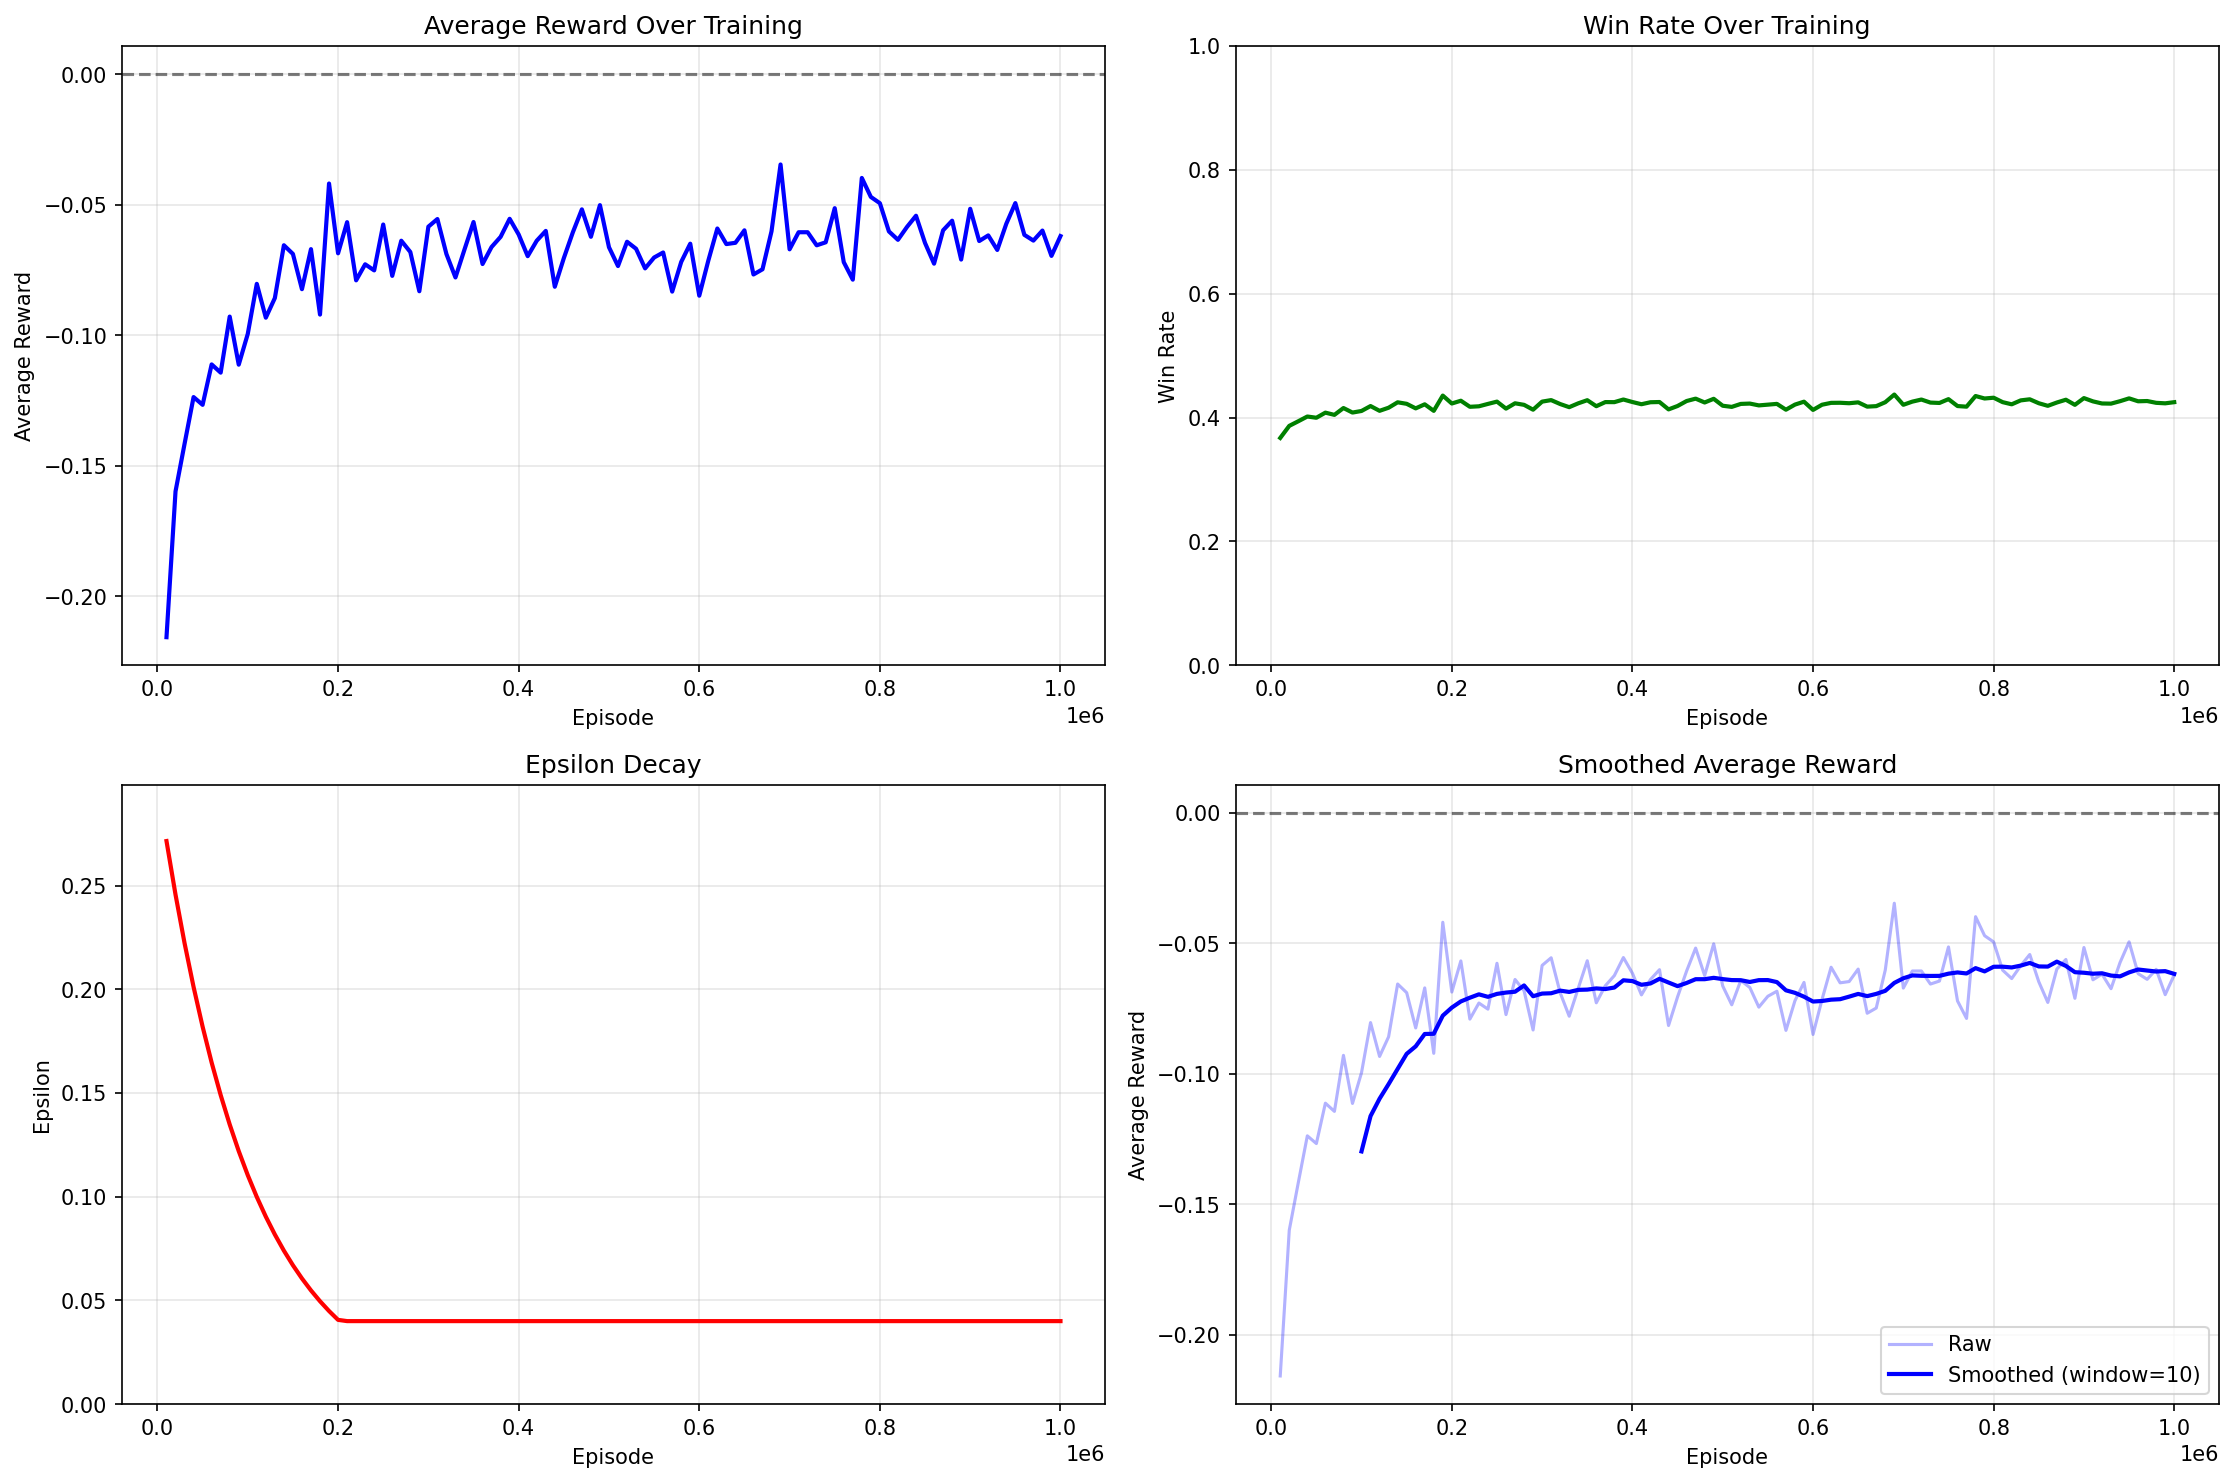 Average Reward Over Training
0.00
−0.05
−0.10
−0.15
−0.20
Average Reward
0.0 0.2 0.4 0.6 0.8 1.0
1e6
Episode
Win Rate Over Training
1.0
0.8
0.6
0.4
0.2
0.0
Win Rate
0.0 0.2 0.4 0.6 0.8 1.0
1e6
Episode
Epsilon Decay
0.25
0.20
0.15
0.10
0.05
0.00
Epsilon
0.0 0.2 0.4 0.6 0.8 1.0
1e6
Episode
Smoothed Average Reward
0.00
−0.05
−0.10
−0.15
−0.20
Average Reward
Raw
Smoothed (window=10)
0.0 0.2 0.4 0.6 0.8 1.0
1e6
Episode